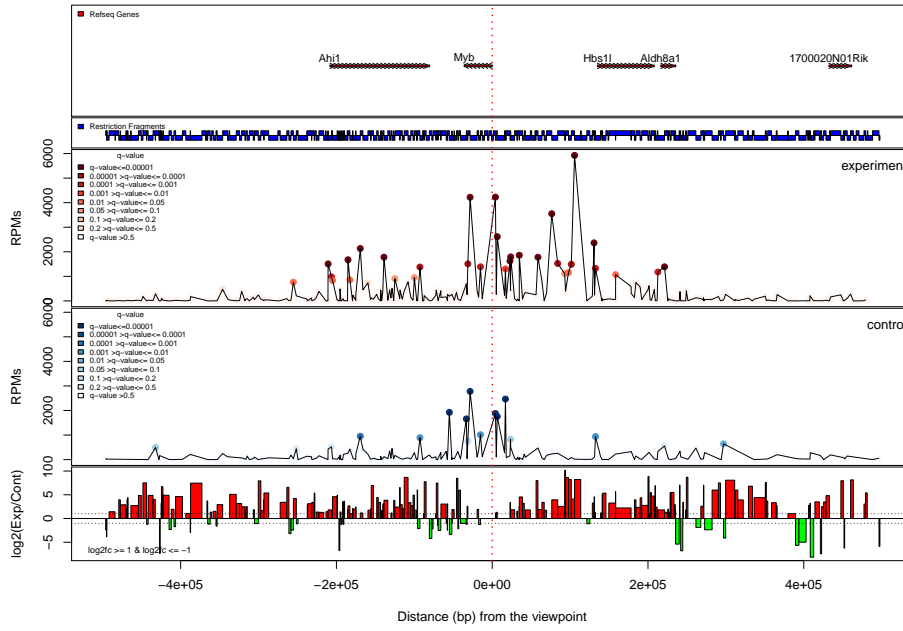 Refseq Genes
Ahi1
Myb
Hbs1l
Aldh8a1
1700020N01Rik
Restriction Fragments
experimen
RPMs
0 2000 4000 6000
q-value
q-value<=0.00001
0.00001 >q-value<= 0.0001
0.0001 >q-value<= 0.001
0.001 >q-value<= 0.01
0.01 >q-value<= 0.05
0.05 >q-value<= 0.1
0.1 >q-value<= 0.2
0.2 >q-value<= 0.5
q-value >0.5
contro
RPMs
0 2000 4000 6000
q-value
q-value<=0.00001
0.00001 >q-value<= 0.0001
0.0001 >q-value<= 0.001
0.001 >q-value<= 0.01
0.01 >q-value<= 0.05
0.05 >q-value<= 0.1
0.1 >q-value<= 0.2
0.2 >q-value<= 0.5
q-value >0.5
log2(Exp/Cont)
−5 0 5 10
log2fc >= 1 & log2fc <= −1
−4e+05 −2e+05 0e+00 2e+05 4e+05
Distance (bp) from the viewpoint